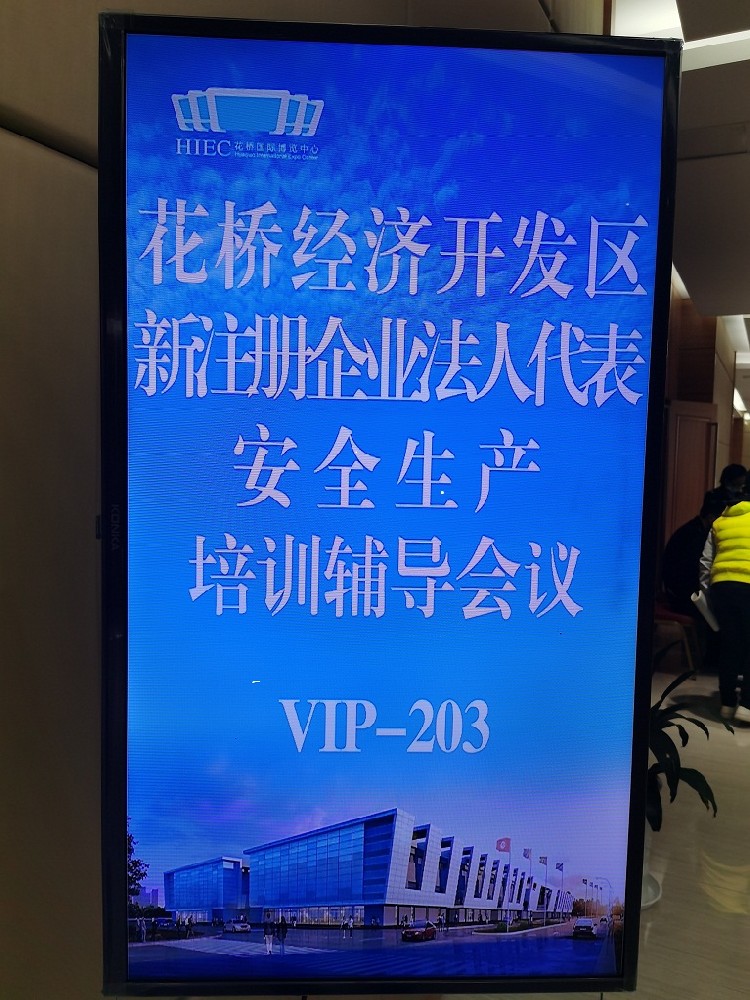 HIEC 花桥国际博览中心
Huaqiao International Expo Center
花桥经济开发区
新注册企业法人代表
安全生产
培训辅导会议
VIP-203
KONKA